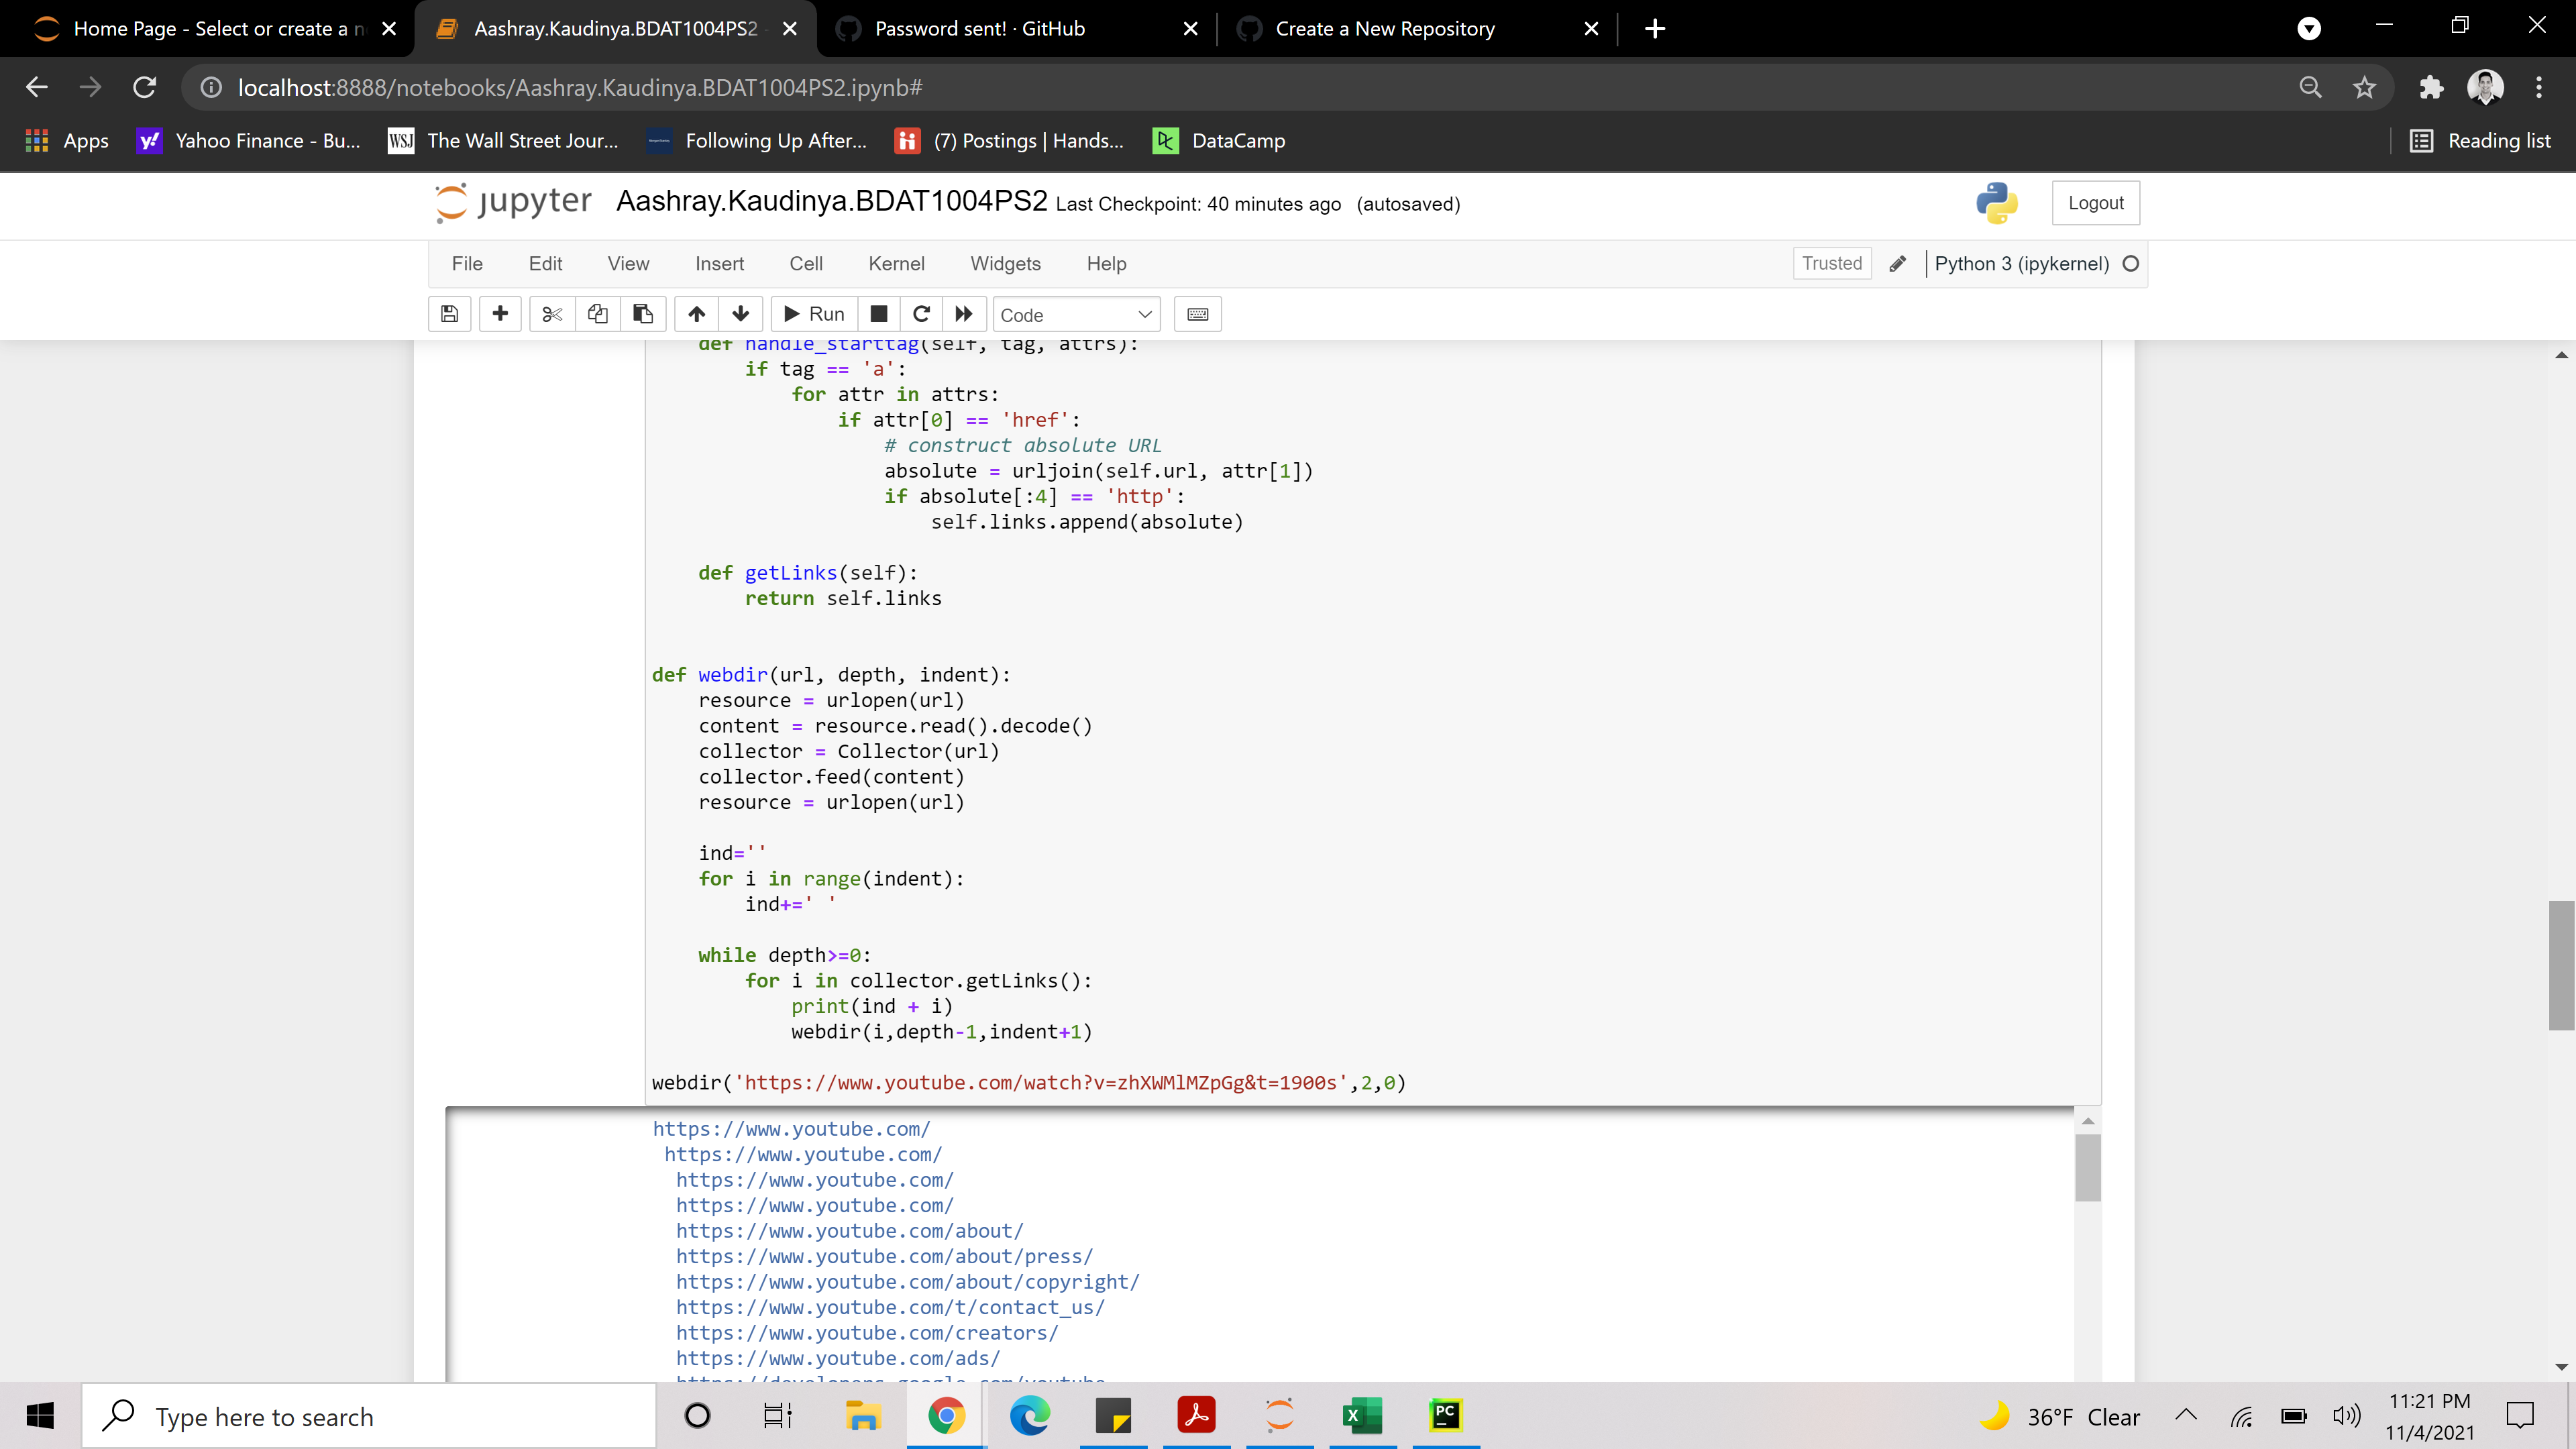 Home Page - Select or create a n
Aashray.Kaudinya.BDAT1004PS2 -
Password sent! · GitHub
Create a New Repository
localhost:8888/notebooks/Aashray.Kaudinya.BDAT1004PS2.ipynb#
Apps
Yahoo Finance - Bu...
WSJ
The Wall Street Jour...
Following Up After...
(7) Postings | Hands...
DataCamp
Reading list
jupyter
Aashray.Kaudinya.BDAT1004PS2 Last Checkpoint: 40 minutes ago (autosaved)
Logout
File Edit View Insert Cell Kernel Widgets Help
Trusted
Python 3 (ipykernel)
Run
Code
def handle_starttag(self, tag, attrs):
if tag == 'a':
for attr in attrs:
if attr[0] == 'href':
# construct absolute URL
absolute = urljoin(self.url, attr[1])
if absolute[:4] == 'http':
self.links.append(absolute)
def getLinks(self):
return self.links
def webdir(url, depth, indent):
resource = urlopen(url)
content = resource.read().decode()
collector = Collector(url)
collector.feed(content)
resource = urlopen(url)
ind=''
for i in range(indent):
ind+=' '
while depth>=0:
for i in collector.getLinks():
print(ind + i)
webdir(i,depth-1,indent+1)
webdir('https://www.youtube.com/watch?v=zhXWMlMZpGg&t=1900s',2,0)
https://www.youtube.com/
https://www.youtube.com/
https://www.youtube.com/
https://www.youtube.com/
https://www.youtube.com/about/
https://www.youtube.com/about/press/
https://www.youtube.com/about/copyright/
https://www.youtube.com/t/contact_us/
https://www.youtube.com/creators/
https://www.youtube.com/ads/
https://developers.google.com/youtube
Type here to search
PC
36°F Clear
11:21 PM
11/4/2021